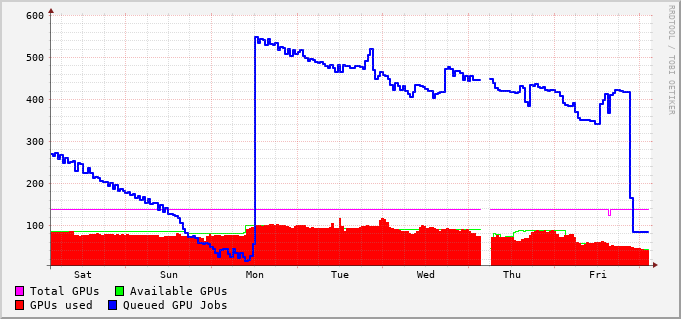 600
500
400
300
200
100
Sat Sun Mon Tue Wed Thu Fri
Total GPUs Available GPUs
GPUs used Queued GPU Jobs
RRDTOOL / TOBI OETIKER